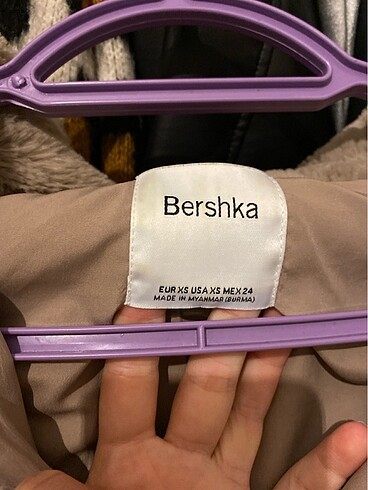 Bershka
EUR XS USA XS MEX 24
MADE IN MYANMAR (BURMA)